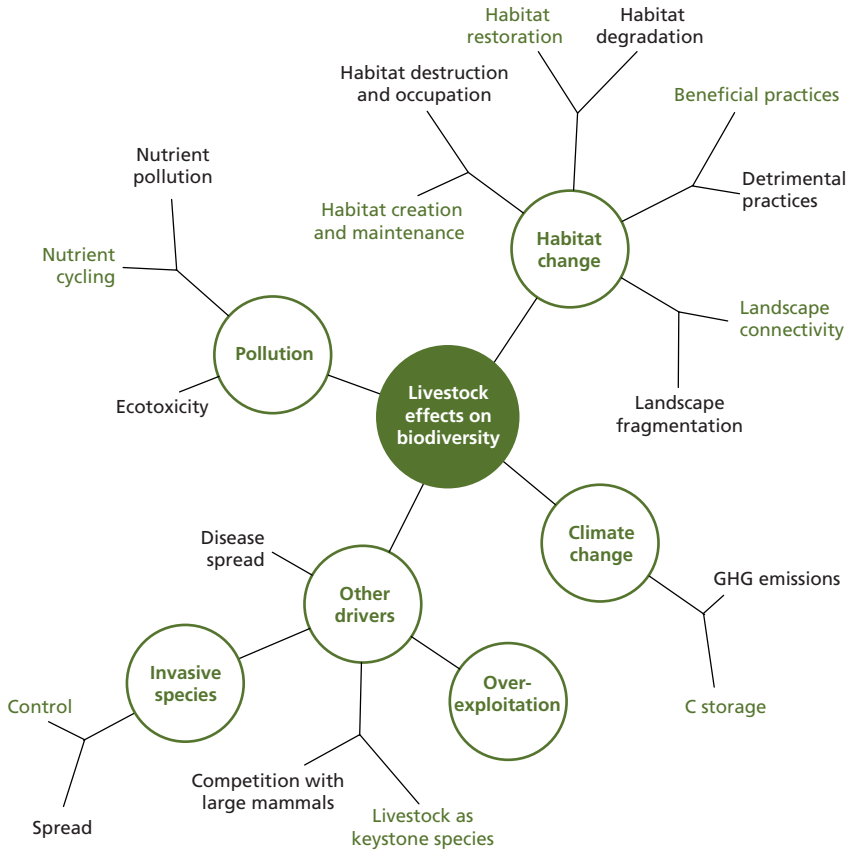 Habitat
restoration
Habitat
degradation
Habitat destruction
and occupation
Beneficial practices
Nutrient
pollution
Detrimental
practices
Habitat creation
and maintenance
Habitat
change
Nutrient
cycling
Landscape
connectivity
Pollution
Ecotoxicity
Livestock
effects on
biodiversity
Landscape
fragmentation
Disease
spread
Climate
change
GHG emissions
Other
drivers
Invasive
species
Over-
exploitation
Control
C storage
Competition with
large mammals
Spread
Livestock as
keystone species